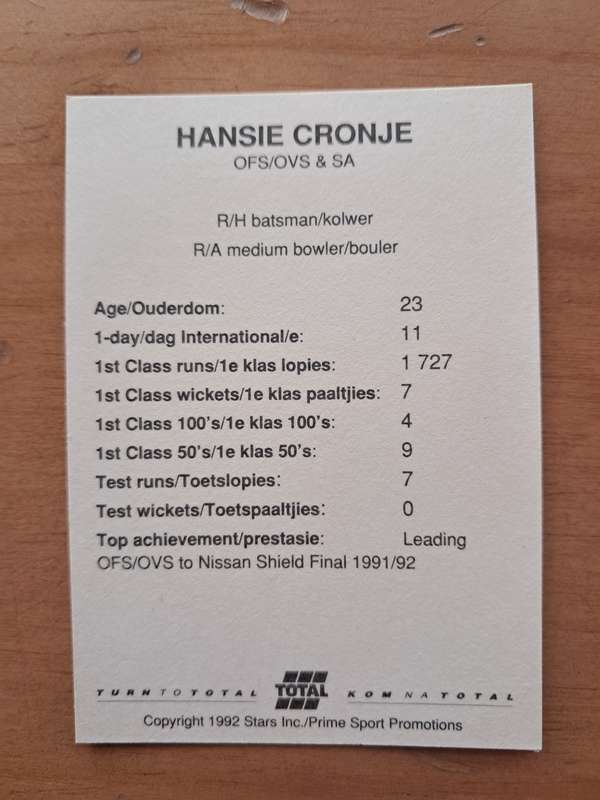 HANSIE CRONJE
OFS/OVS & SA
R/H batsman/kolwer
R/A medium bowler/bouler
Age/Ouderdom: 23
1-day/dag International/e: 11
1st Class runs/1e klas lopies: 1 727
1st Class wickets/1e klas paaltjies: 7
1st Class 100's/1e klas 100's: 4
1st Class 50's/1e klas 50's: 9
Test runs/Toetslopies: 7
Test wickets/Toetspaaltjies: 0
Top achievement/prestasie: Leading
OFS/OVS to Nissan Shield Final 1991/92
TURN TO TOTAL TOTAL KOM NA TOTAL
Copyright 1992 Stars Inc./Prime Sport Promotions